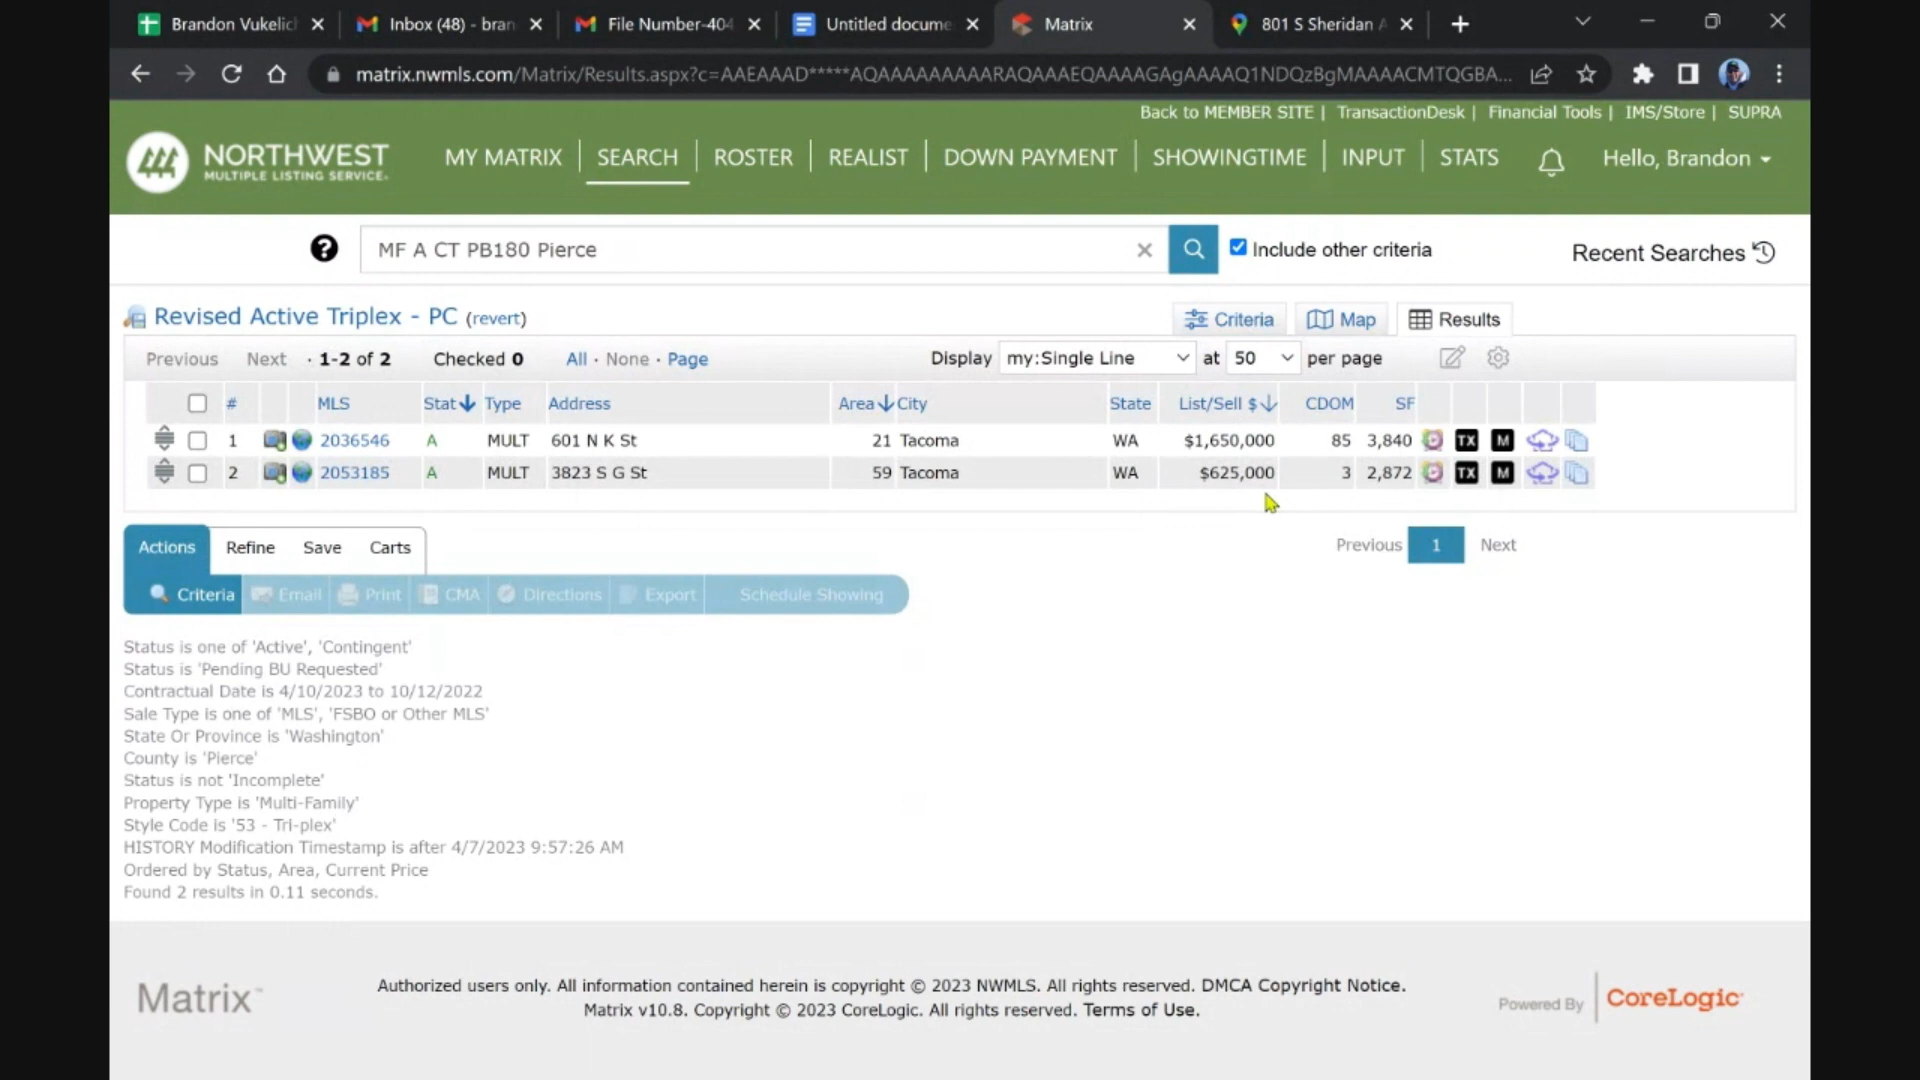 Brandon Vukelic
Inbox (48) - bran
File Number-404
Untitled docume
Matrix
801 S Sheridan A
matrix.nwmls.com/Matrix/Results.aspx?c=AAEAAAD*****AQAAAAAAAAARAQAAAEQAAAAGAgAAAAQ1NDQzBgMAAAACMTQGBA...
Back to MEMBER SITE | TransactionDesk | Financial Tools | IMS/Store | SUPRA
NORTHWEST
MULTIPLE LISTING SERVICE
MY MATRIX SEARCH ROSTER REALIST DOWN PAYMENT SHOWINGTIME INPUT STATS Hello, Brandon
MF A CT PB180 Pierce
Include other criteria
Recent Searches
Revised Active Triplex - PC (revert)
Criteria Map Results
Previous Next · 1-2 of 2 Checked 0 All · None · Page Display my:Single Line at 50 per page
# MLS Stat Type Address Area City State List/Sell $ CDOM SF
1 2036546 A MULT 601 N K St 21 Tacoma WA $1,650,000 85 3,840 TX M
2 2053185 A MULT 3823 S G St 59 Tacoma WA $625,000 3 2,872 TX M
Previous 1 Next
Actions Refine Save Carts
Criteria Email Print CMA Directions Export Schedule Showing
Status is one of 'Active', 'Contingent'
Status is 'Pending BU Requested'
Contractual Date is 4/10/2023 to 10/12/2022
Sale Type is one of 'MLS', 'FSBO or Other MLS'
State Or Province is 'Washington'
County is 'Pierce'
Status is not 'Incomplete'
Property Type is 'Multi-Family'
Style Code is '53 - Tri-plex'
HISTORY Modification Timestamp is after 4/7/2023 9:57:26 AM
Ordered by Status, Area, Current Price
Found 2 results in 0.11 seconds.
Matrix™
Authorized users only. All information contained herein is copyright © 2023 NWMLS. All rights reserved. DMCA Copyright Notice.
Matrix v10.8. Copyright © 2023 CoreLogic. All rights reserved. Terms of Use.
Powered By CoreLogic